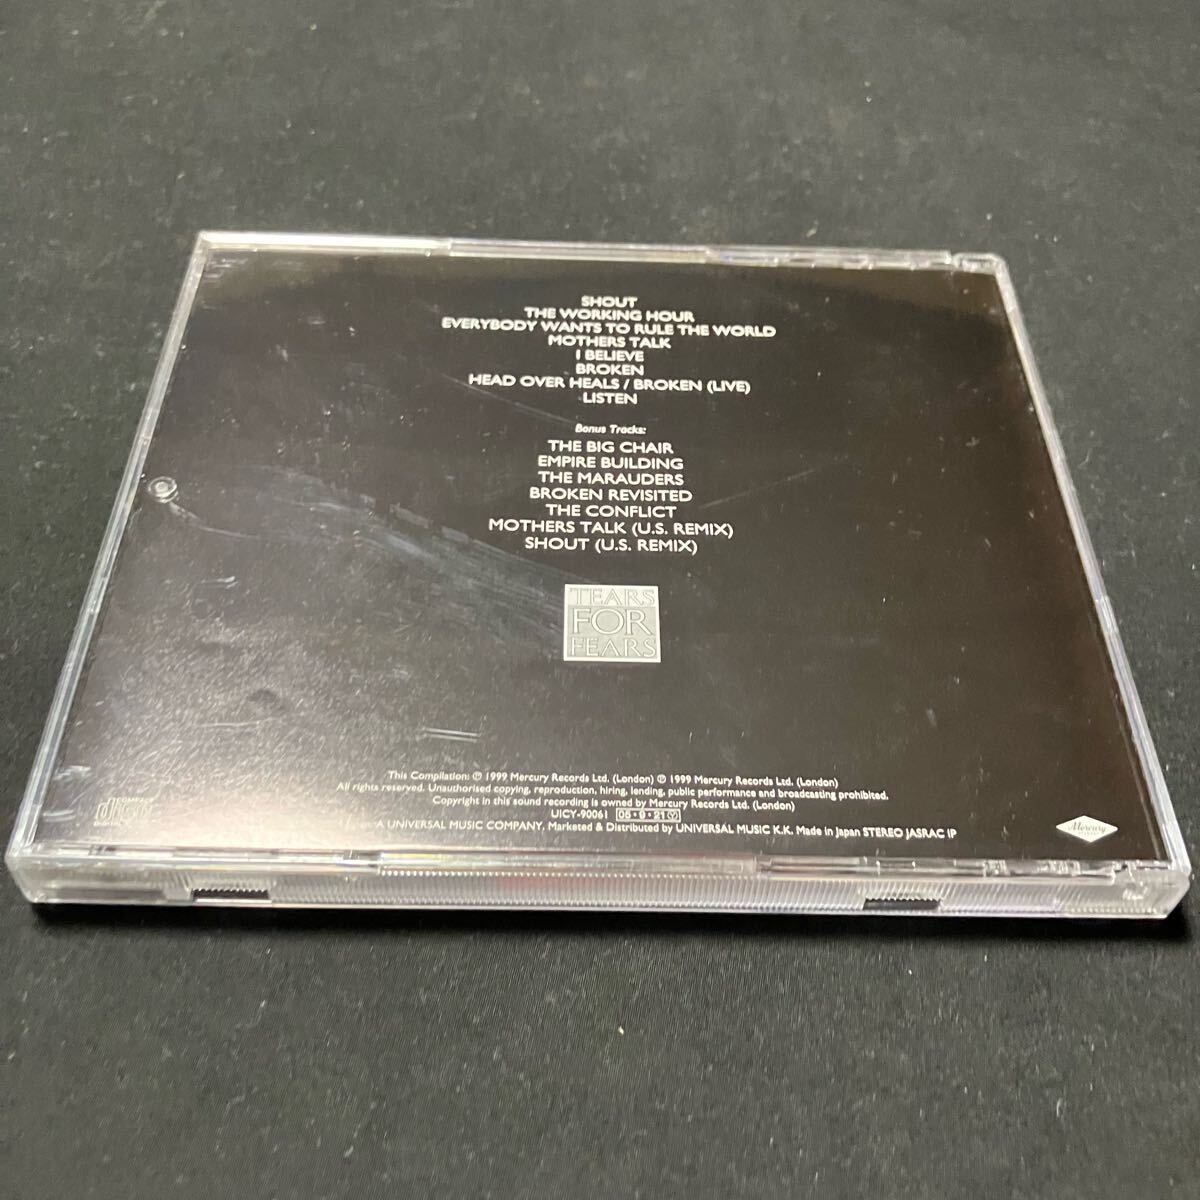 SHOUT
THE WORKING HOUR
EVERYBODY WANTS TO RULE THE WORLD
MOTHERS TALK
I BELIEVE
BROKEN
HEAD OVER HEALS / BROKEN (LIVE)
LISTEN
Bonus Tracks:
THE BIG CHAIR
EMPIRE BUILDING
THE MARAUDERS
BROKEN REVISITED
THE CONFLICT
MOTHERS TALK (U.S. REMIX)
SHOUT (U.S. REMIX)
TEARS
FOR
FEARS
This Compilation: ℗ 1999 Mercury Records Ltd. (London) © 1999 Mercury Records Ltd. (London)
All rights reserved. Unauthorised copying, reproduction, hiring, lending, public performance and broadcasting prohibited.
Copyright in this sound recording is owned by Mercury Records Ltd. (London)
UICY-90061 05・9・21Ⓨ
A UNIVERSAL MUSIC COMPANY. Marketed & Distributed by UNIVERSAL MUSIC K.K. Made in Japan STEREO JASRAC IP
COMPACT
disc
Mercury